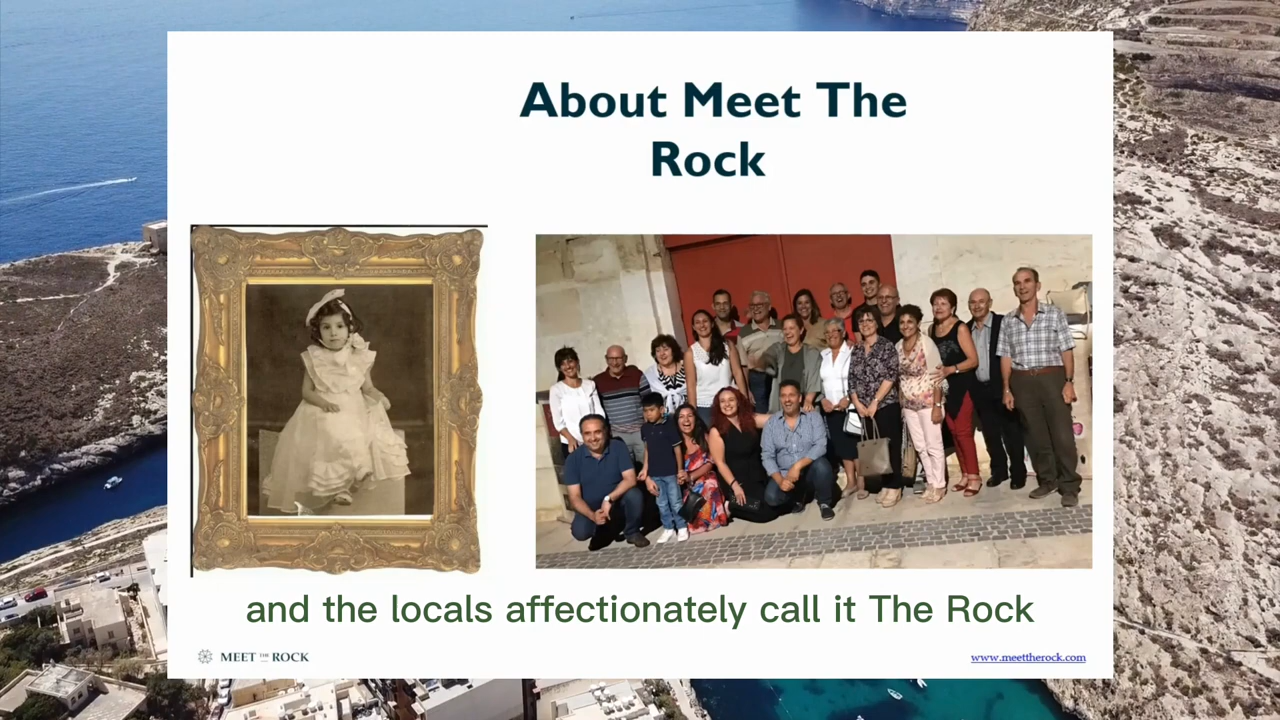 About Meet The
Rock
and the locals affectionately call it The Rock
MEET THE ROCK
www.meettherock.com